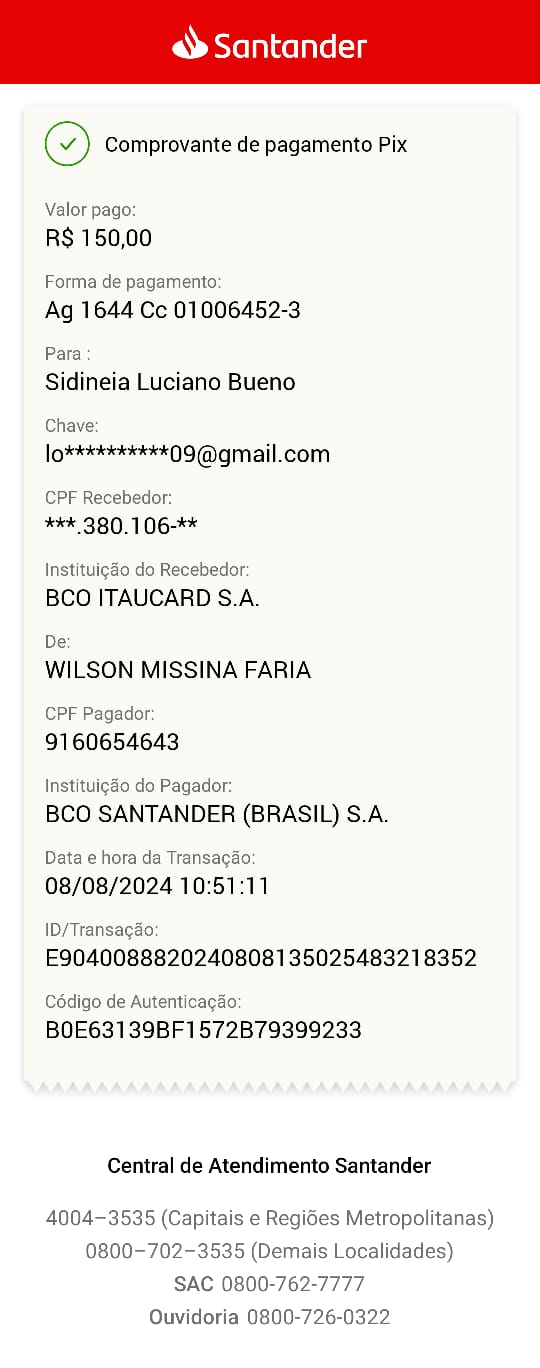 Santander
Comprovante de pagamento Pix
Valor pago:
R$ 150,00
Forma de pagamento:
Ag 1644 Cc 01006452-3
Para :
Sidineia Luciano Bueno
Chave:
lo**********09@gmail.com
CPF Recebedor:
***.380.106-**
Instituição do Recebedor:
BCO ITAUCARD S.A.
De:
WILSON MISSINA FARIA
CPF Pagador:
9160654643
Instituição do Pagador:
BCO SANTANDER (BRASIL) S.A.
Data e hora da Transação:
08/08/2024 10:51:11
ID/Transação:
E9040088820240808135025483218352
Código de Autenticação:
B0E63139BF1572B79399233
Central de Atendimento Santander
4004–3535 (Capitais e Regiões Metropolitanas)
0800–702–3535 (Demais Localidades)
SAC 0800-762-7777
Ouvidoria 0800-726-0322